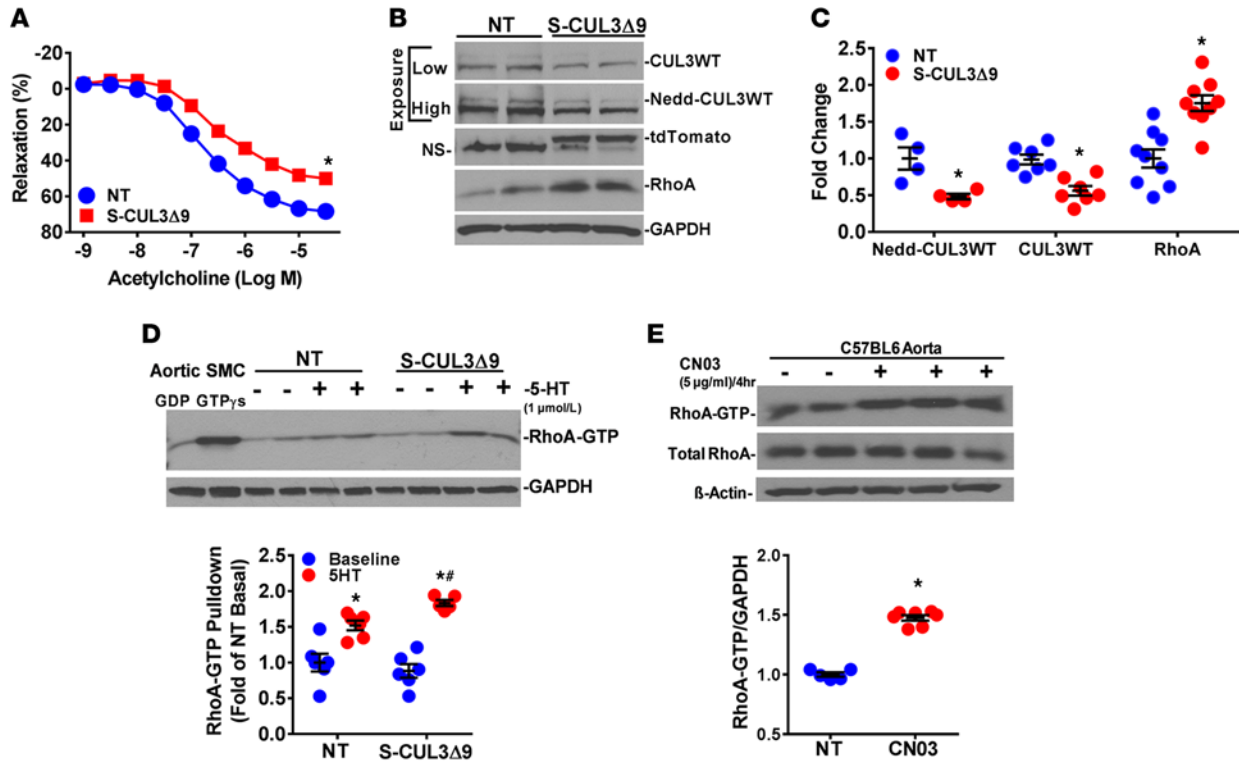 A
-20
0
20
40
60
80
Relaxation (%)
NT
S-CUL3Δ9
*
-9 -8 -7 -6 -5
Acetylcholine (Log M)
B
NT S-CUL3Δ9
Exposure
Low
High
-CUL3WT
-Nedd-CUL3WT
-tdTomato
NS-
-RhoA
-GAPDH
C
2.5
2.0
1.5
1.0
0.5
0.0
Fold Change
NT
S-CUL3Δ9
* * *
Nedd-CUL3WT CUL3WT RhoA
D
NT S-CUL3Δ9
Aortic SMC
- - + + - - + + -5-HT
(1 µmol/L)
GDP GTPγs
-RhoA-GTP
-GAPDH
RhoA-GTP Pulldown
(Fold of NT Basal)
2.5
2.0
1.5
1.0
0.5
0.0
Baseline
5HT
* *#
NT S-CUL3Δ9
E
C57BL6 Aorta
CN03
(5 µg/ml)/4hr
- - + + +
RhoA-GTP-
Total RhoA-
ß-Actin-
RhoA-GTP/GAPDH
2.0
1.5
1.0
0.5
*
NT CN03